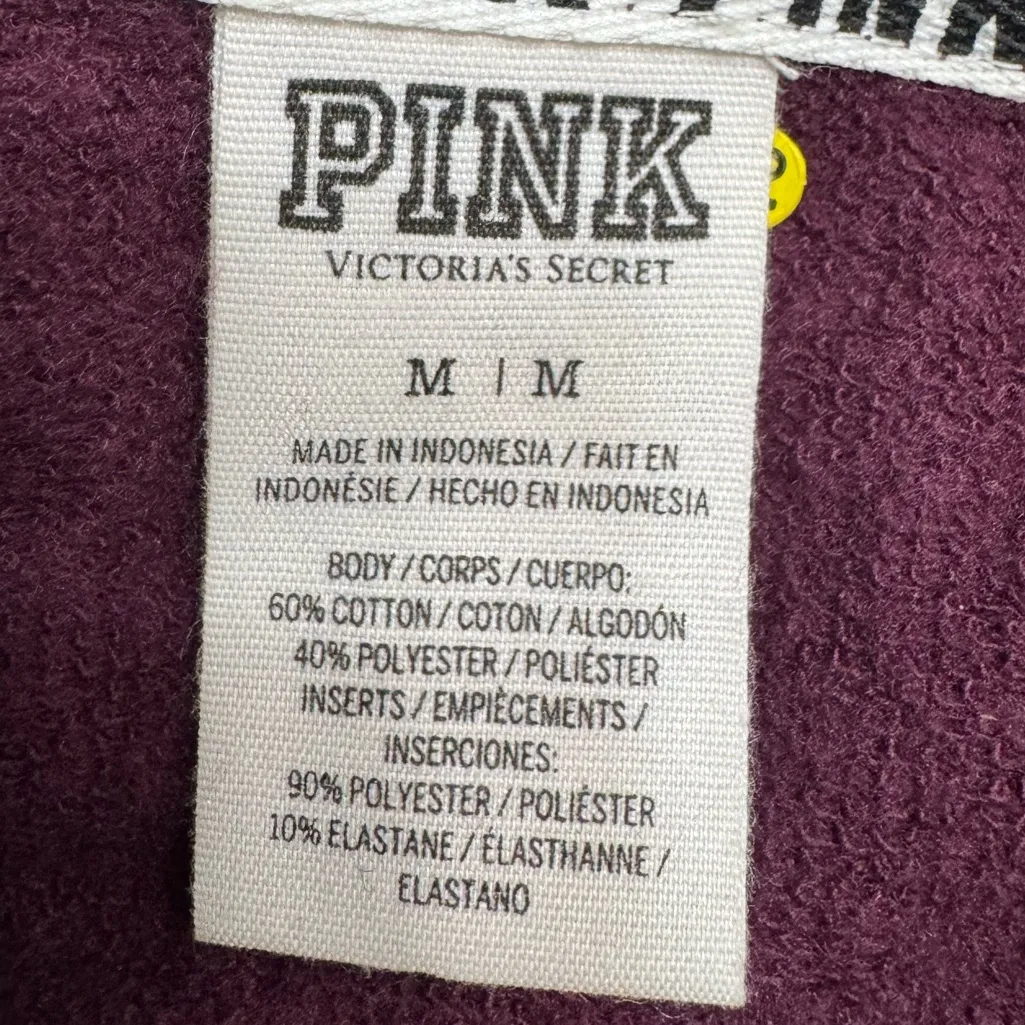 PINK
VICTORIA'S SECRET
M | M
MADE IN INDONESIA / FAIT EN
INDONÉSIE / HECHO EN INDONESIA
BODY / CORPS / CUERPO:
60% COTTON / COTON / ALGODÓN
40% POLYESTER / POLIÉSTER
INSERTS / EMPIÈCEMENTS /
INSERCIONES:
90% POLYESTER / POLIÉSTER
10% ELASTANE / ÉLASTHANNE /
ELASTANO